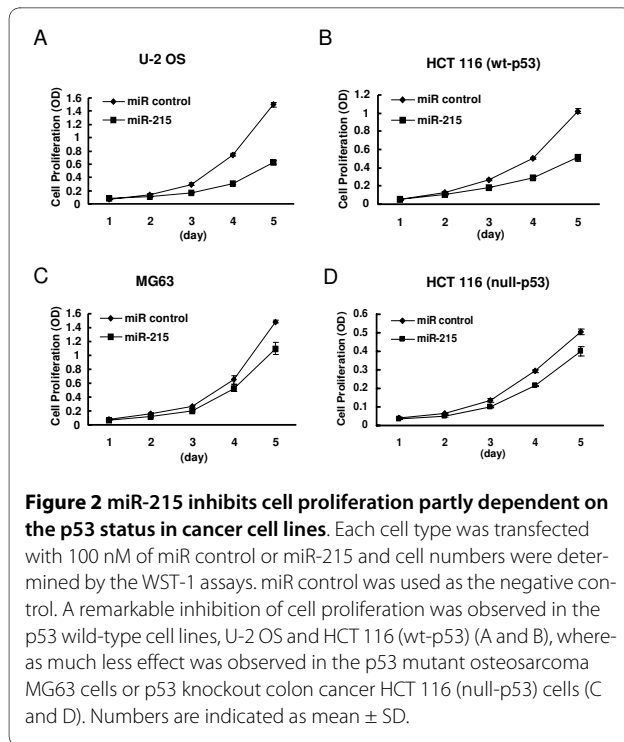 A
U-2 OS
Cell Proliferation (OD)
1.6
1.4
1.2
1
0.8
0.6
0.4
0.2
0
miR control
miR-215
1 2 3 4 5
(day)
B
HCT 116 (wt-p53)
Cell Proliferation (OD)
1.2
1
0.8
0.6
0.4
0.2
0
miR control
miR-215
1 2 3 4 5
(day)
C
MG63
Cell Proliferation (OD)
1.6
1.4
1.2
1
0.8
0.6
0.4
0.2
0
miR control
miR-215
1 2 3 4 5
(day)
D
HCT 116 (null-p53)
Cell Proliferation (OD)
0.6
0.5
0.4
0.3
0.2
0.1
0
miR control
miR-215
1 2 3 4 5
(day)
Figure 2 miR-215 inhibits cell proliferation partly dependent on
the p53 status in cancer cell lines. Each cell type was transfected
with 100 nM of miR control or miR-215 and cell numbers were deter-
mined by the WST-1 assays. miR control was used as the negative con-
trol. A remarkable inhibition of cell proliferation was observed in the
p53 wild-type cell lines, U-2 OS and HCT 116 (wt-p53) (A and B), where-
as much less effect was observed in the p53 mutant osteosarcoma
MG63 cells or p53 knockout colon cancer HCT 116 (null-p53) cells (C
and D). Numbers are indicated as mean ± SD.